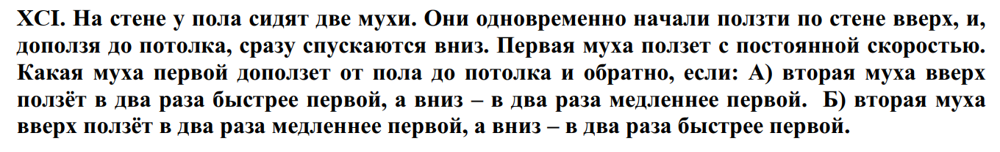 XCI. На стене у пола сидят две мухи. Они одновременно начали ползти по стене вверх, и,
доползя до потолка, сразу спускаются вниз. Первая муха ползет с постоянной скоростью.
Какая муха первой доползет от пола до потолка и обратно, если: А) вторая муха вверх
ползёт в два раза быстрее первой, а вниз – в два раза медленнее первой. Б) вторая муха
вверх ползёт в два раза медленнее первой, а вниз – в два раза быстрее первой.